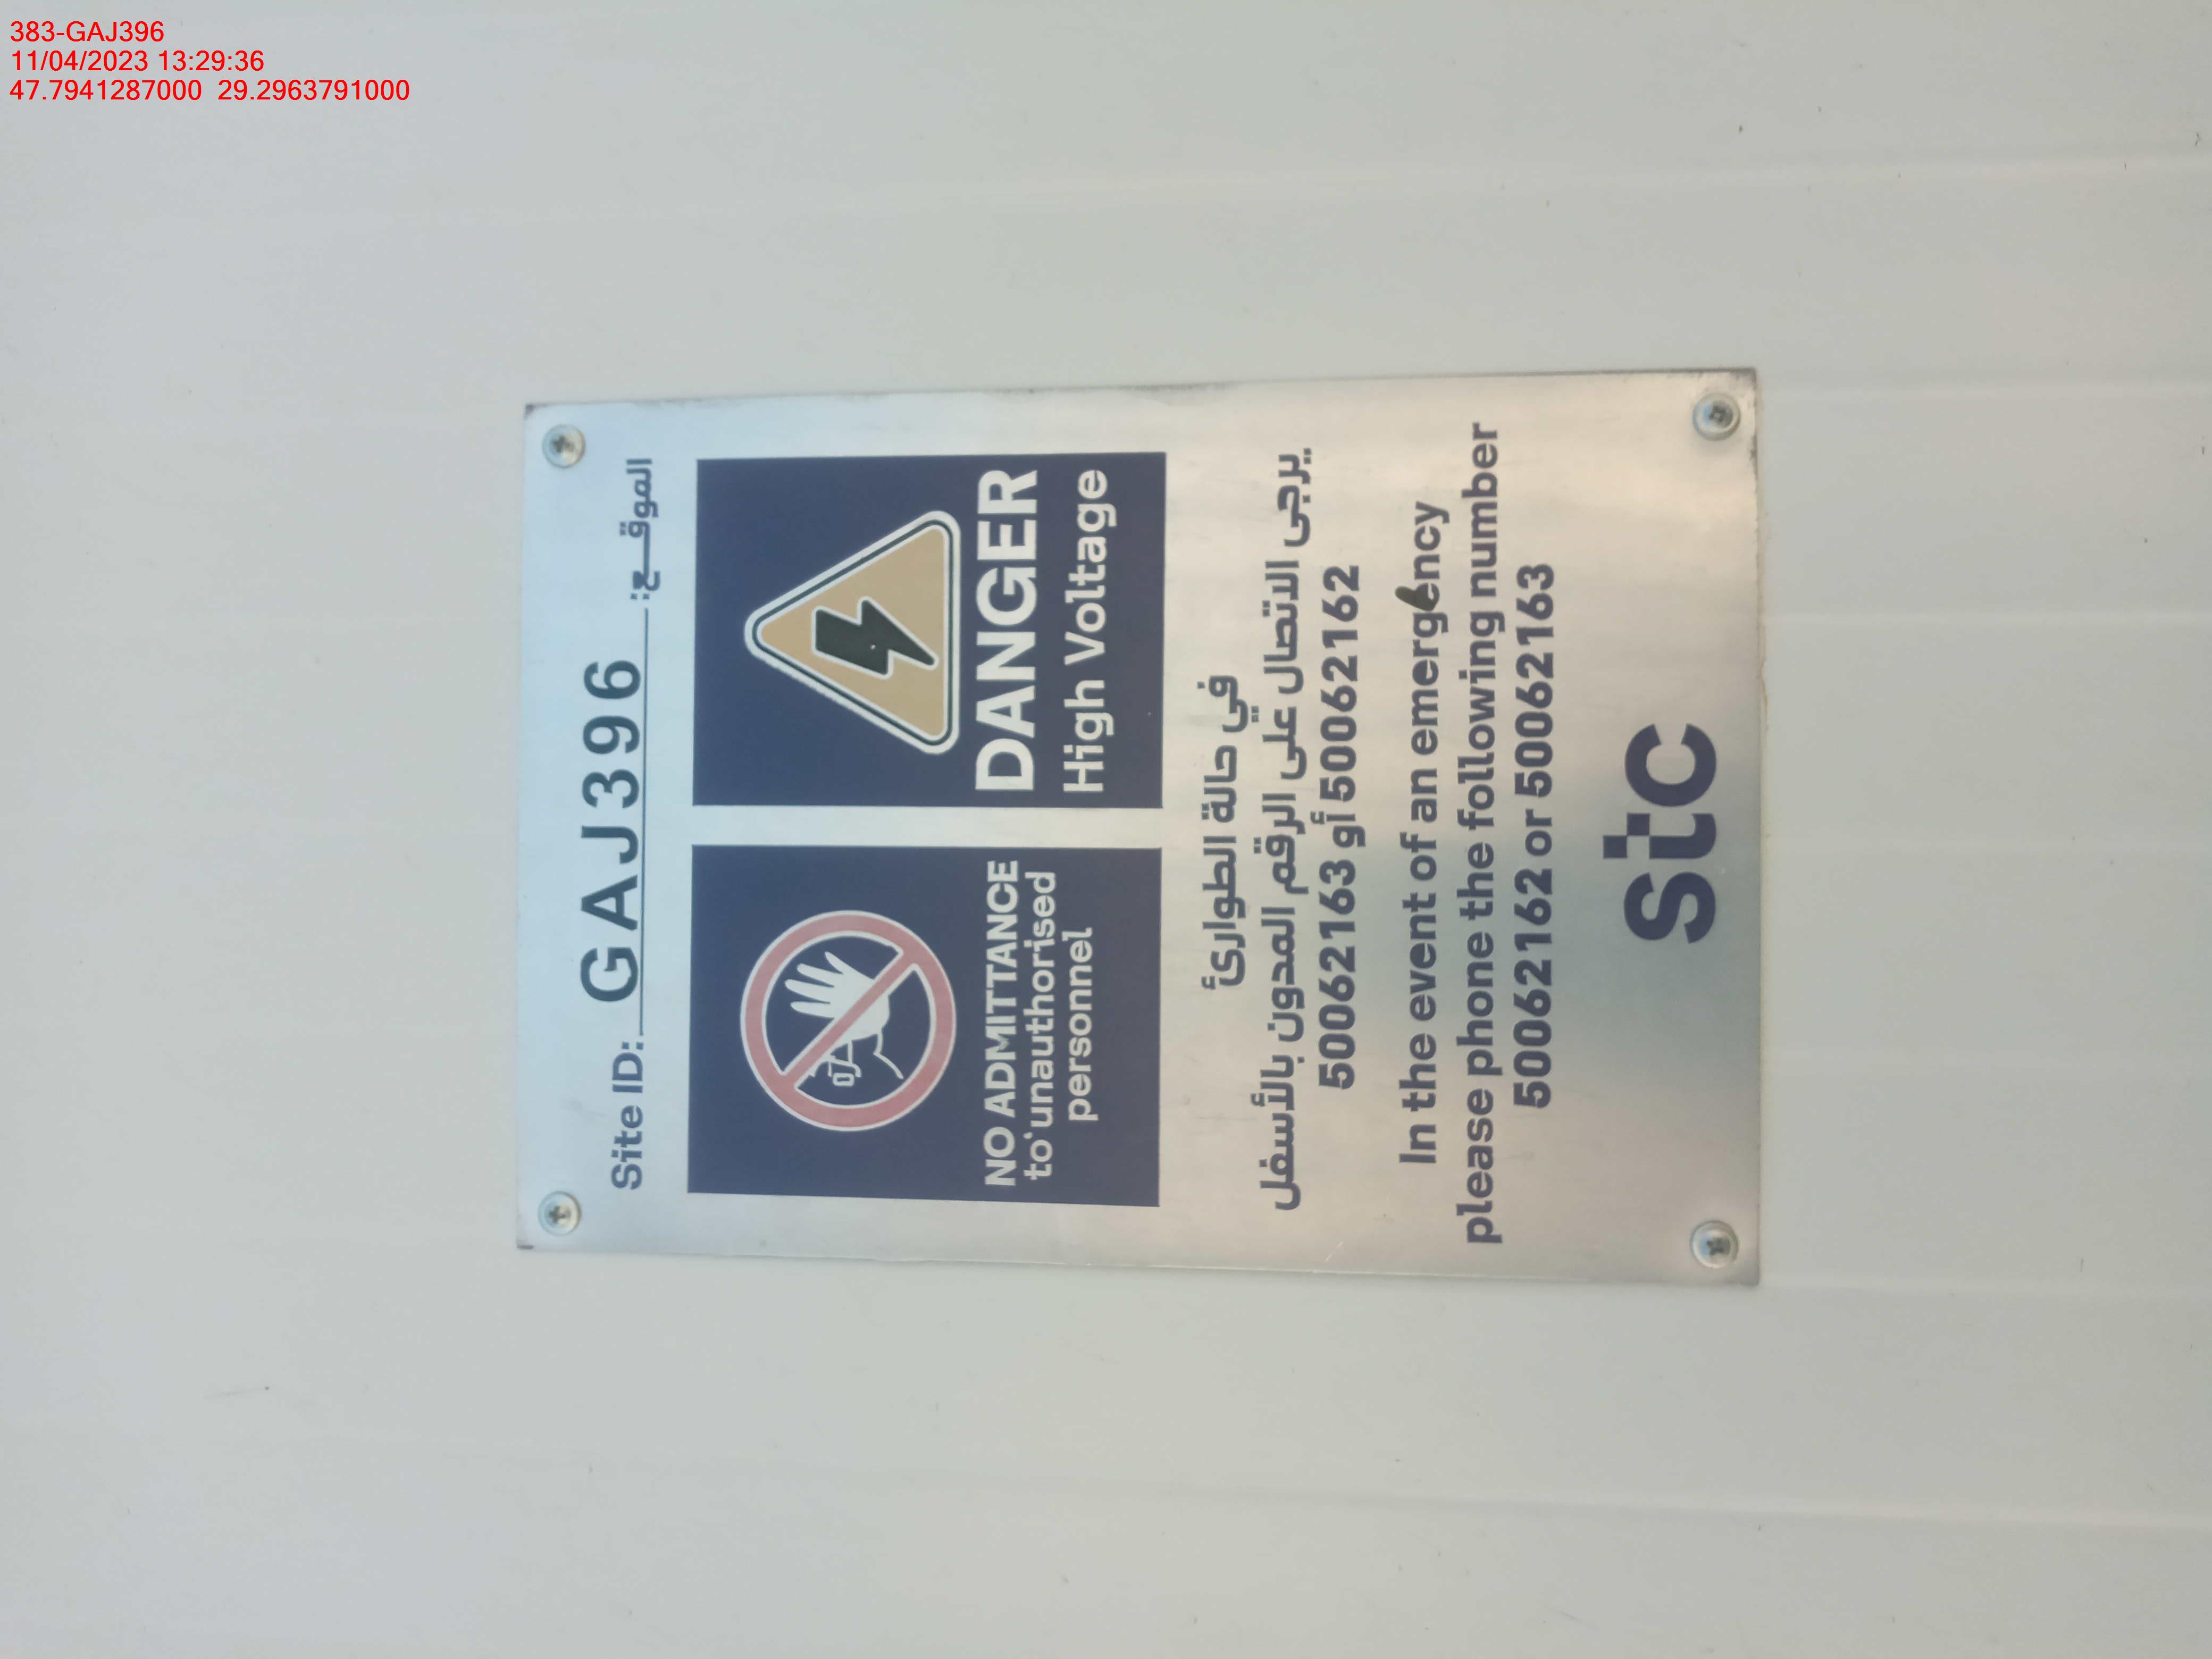 383-GAJ396
11/04/2023 13:29:36
47.7941287000 29.2963791000
Site ID: GAJ396 الموقــع:
NO ADMITTANCE
to unauthorised
personnel
DANGER
High Voltage
في حالة الطوارئ
يرجى الاتصال على الرقم المدون بالأسفل
50062162 أو 50062163
In the event of an emergency
please phone the following number
50062162 or 50062163
stc